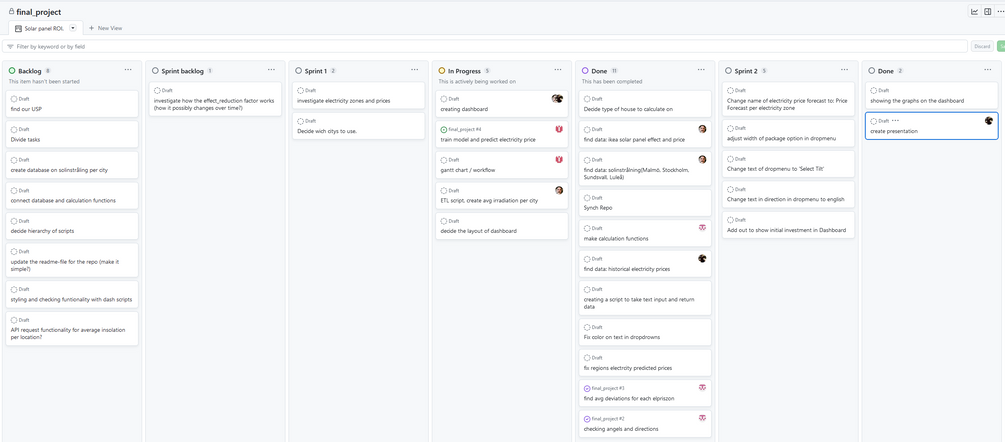 final_project
Solar panel ROI.
New View
Filter by keyword or by field
Discard
Backlog 8
This item hasn't been started
Draft
find our USP
Draft
Divide tasks
Draft
create database on solinstråling per city
Draft
connect database and calculation functions
Draft
decide hierarchy of scripts
Draft
update the readme-file for the repo (make it
simple?)
Draft
styling and checking funtionality with dash scripts
Draft
API request functionality for average insolation
per location?
Sprint backlog 1
Draft
investigate how the effect_reduction factor works
(how it possibly changes over time?)
Sprint 1 2
Draft
investigate electricity zones and prices
Draft
Decide wich citys to use.
In Progress 5
This is actively being worked on
Draft
creating dashboard
final_project #4
train model and predict electricity price
Draft
gantt chart / workflow
Draft
ETL script, create avg irradiation per city
Draft
decide the layout of dashboard
Done 11
This has been completed
Draft
Decide type of house to calculate on
Draft
find data: ikea solar panel effect and price
Draft
find data: solinstrålning(Malmö, Stockholm,
Sundsvall, Luleå)
Draft
Synch Repo
Draft
make calculation functions
Draft
find data: historical electricity prices
Draft
creating a script to take text input and return
data
Draft
Fix color on text in dropdowns
Draft
fix regions electrcity predicted prices
final_project #3
find avg deviations for each elpriszon
final_project #2
checking angels and directions
Sprint 2 5
Draft
Change name of electricity price forecast to: Price
Forecast per electricity zone
Draft
adjust width of package option in dropmenu
Draft
Change text of dropmenu to 'Select Tilt'
Draft
Change text in direction in dropmenu to english
Draft
Add out to show initial investment in Dashboard
Done 2
Draft
showing the graphs on the dashboard
Draft
create presentation